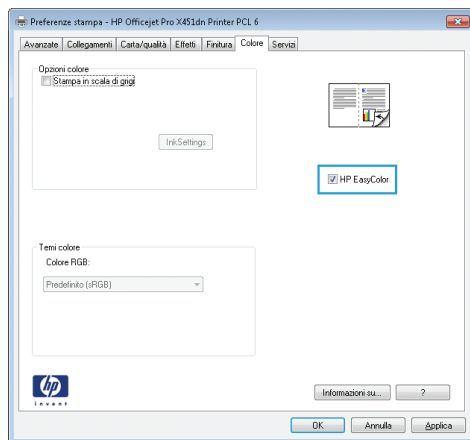 Preferenze stampa - HP Officejet Pro X451dn Printer PCL 6
Avanzate Collegamenti Carta/qualità Effetti Finitura Colore Servizi
Opzioni colore
Stampa in scala di grigi
InkSettings
HP EasyColor
Temi colore
Colore RGB:
Predefinito (sRGB)
hp
invent
Informazioni su... ?
OK Annulla Applica